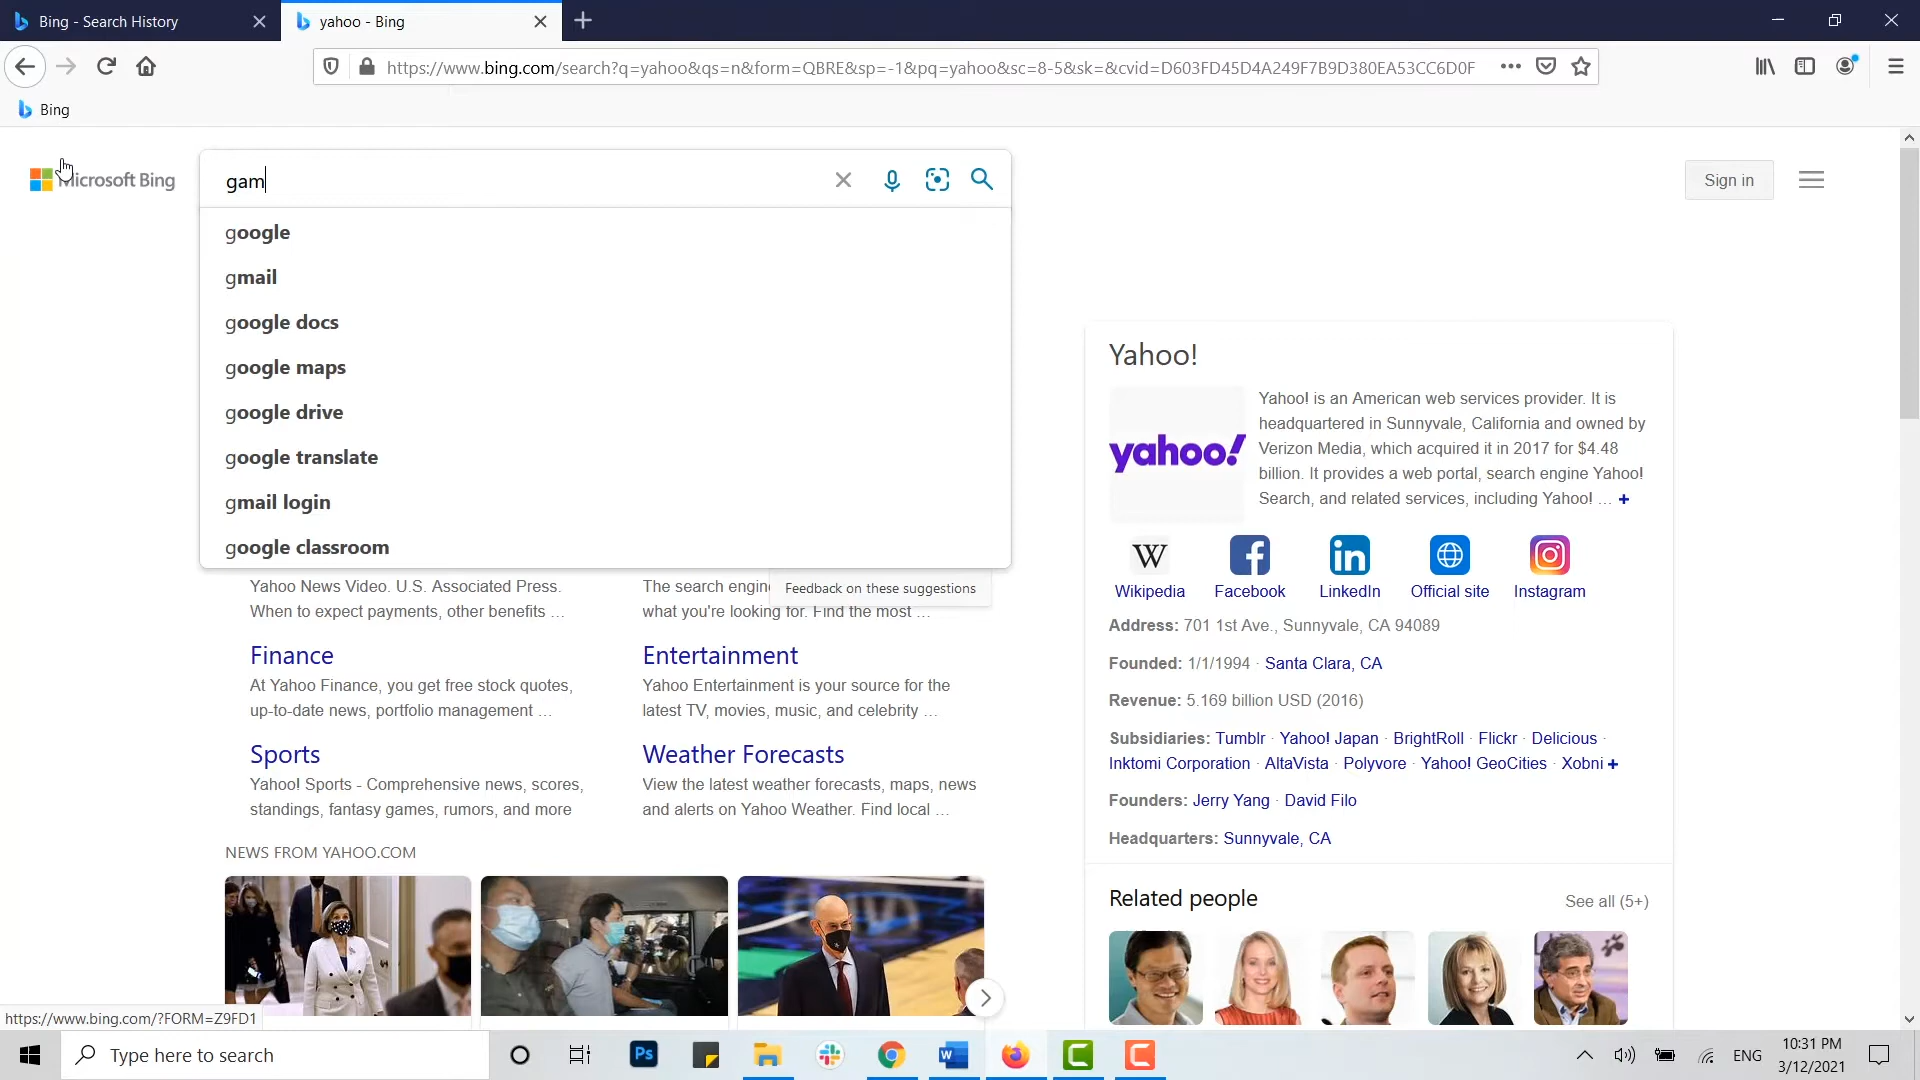 Bing - Search History
yahoo - Bing
https://www.bing.com/search?q=yahoo&qs=n&form=QBRE&sp=-1&pq=yahoo&sc=8-5&sk=&cvid=D603FD45D4A249F7B9D380EA53CC6D0F
Bing
Microsoft Bing
gam
Sign in
google
gmail
google docs
google maps
google drive
google translate
gmail login
google classroom
Feedback on these suggestions
Yahoo News Video. U.S. Associated Press.
When to expect payments, other benefits ...
The search engin
what you're looking for. Find the most ...
Finance
At Yahoo Finance, you get free stock quotes,
up-to-date news, portfolio management ...
Entertainment
Yahoo Entertainment is your source for the
latest TV, movies, music, and celebrity ...
Sports
Yahoo! Sports - Comprehensive news, scores,
standings, fantasy games, rumors, and more
Weather Forecasts
View the latest weather forecasts, maps, news
and alerts on Yahoo Weather. Find local ...
NEWS FROM YAHOO.COM
Yahoo!
yahoo!
Yahoo! is an American web services provider. It is
headquartered in Sunnyvale, California and owned by
Verizon Media, which acquired it in 2017 for $4.48
billion. It provides a web portal, search engine Yahoo!
Search, and related services, including Yahoo! ... +
W
Wikipedia
Facebook
in
LinkedIn
Official site
Instagram
Address: 701 1st Ave., Sunnyvale, CA 94089
Founded: 1/1/1994 · Santa Clara, CA
Revenue: 5.169 billion USD (2016)
Subsidiaries: Tumblr · Yahoo! Japan · BrightRoll · Flickr · Delicious ·
Inktomi Corporation · AltaVista · Polyvore · Yahoo! GeoCities · Xobni +
Founders: Jerry Yang · David Filo
Headquarters: Sunnyvale, CA
Related people
See all (5+)
https://www.bing.com/?FORM=Z9FD1
Type here to search
Ps
ENG
10:31 PM
3/12/2021